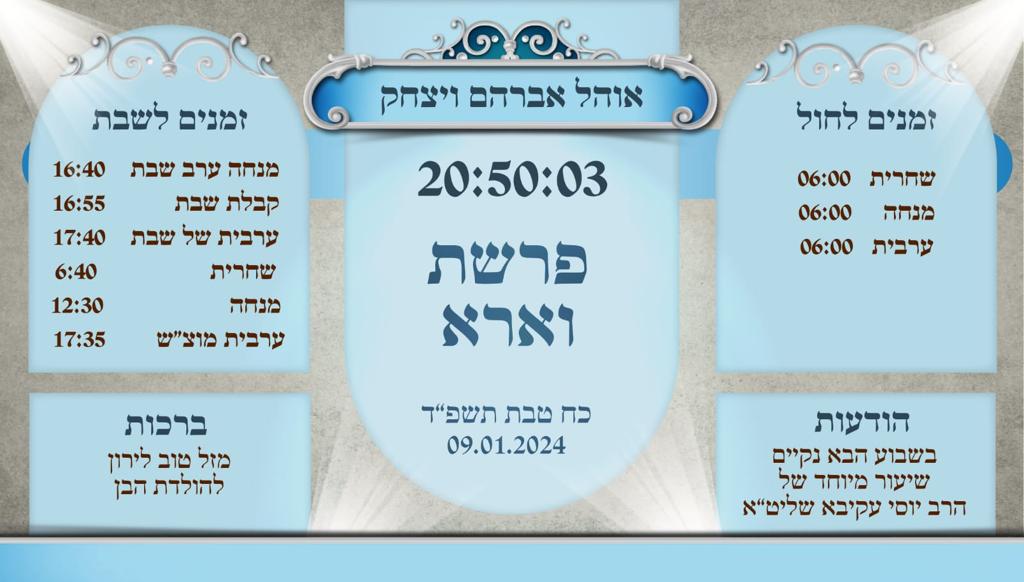 אוהל אברהם ויצחק
זמנים לחול
שחרית 06:00
מנחה 06:00
ערבית 06:00
20:50:03
פרשת
וארא
כח טבת תשפ״ד
09.01.2024
זמנים לשבת
מנחה ערב שבת 16:40
קבלת שבת 16:55
ערבית של שבת 17:40
שחרית 6:40
מנחה 12:30
ערבית מוצ״ש 17:35
הודעות
בשבוע הבא נקיים
שיעור מיוחד של
הרב יוסי עקיבא שליט״א
ברכות
מזל טוב לירון
להולדת הבן